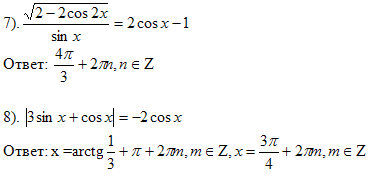 7). \frac{\sqrt{2-2\cos 2x}}{\sin x} = 2\cos x - 1
Ответ: \frac{4\pi}{3} + 2\pi n, n \in Z
8). |3\sin x + \cos x| = -2\cos x
Ответ: x =arctg \frac{1}{3} + \pi + 2\pi m, m \in Z, x = \frac{3\pi}{4} + 2\pi m, m \in Z